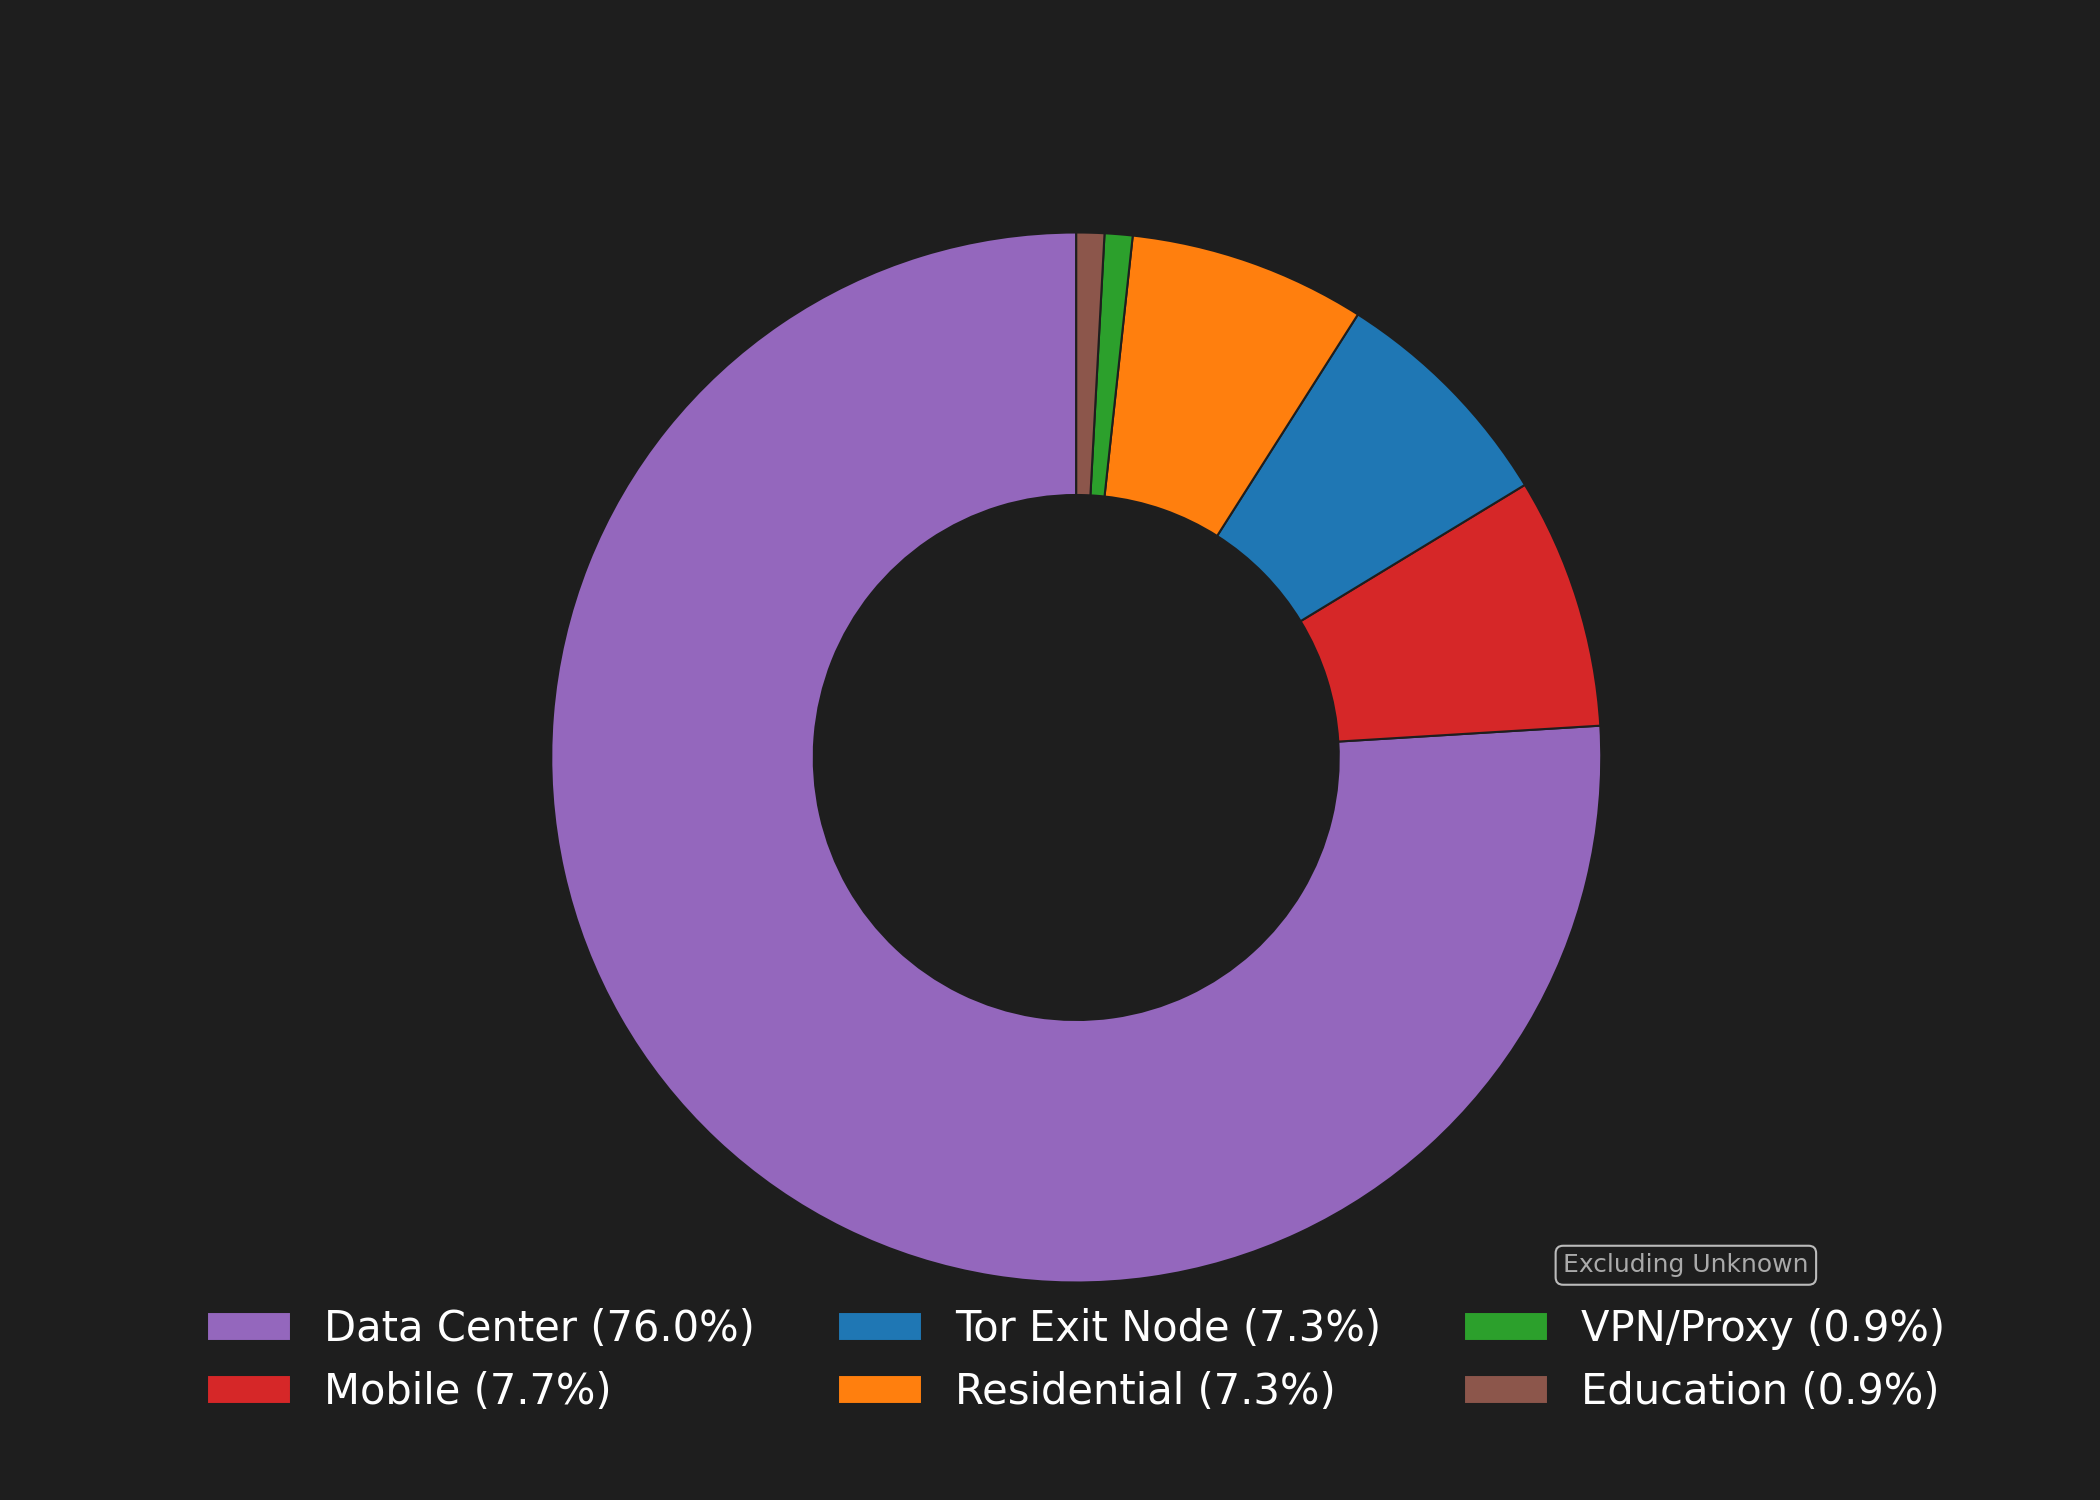 Excluding Unknown
Data Center (76.0%)
Mobile (7.7%)
Tor Exit Node (7.3%)
Residential (7.3%)
VPN/Proxy (0.9%)
Education (0.9%)